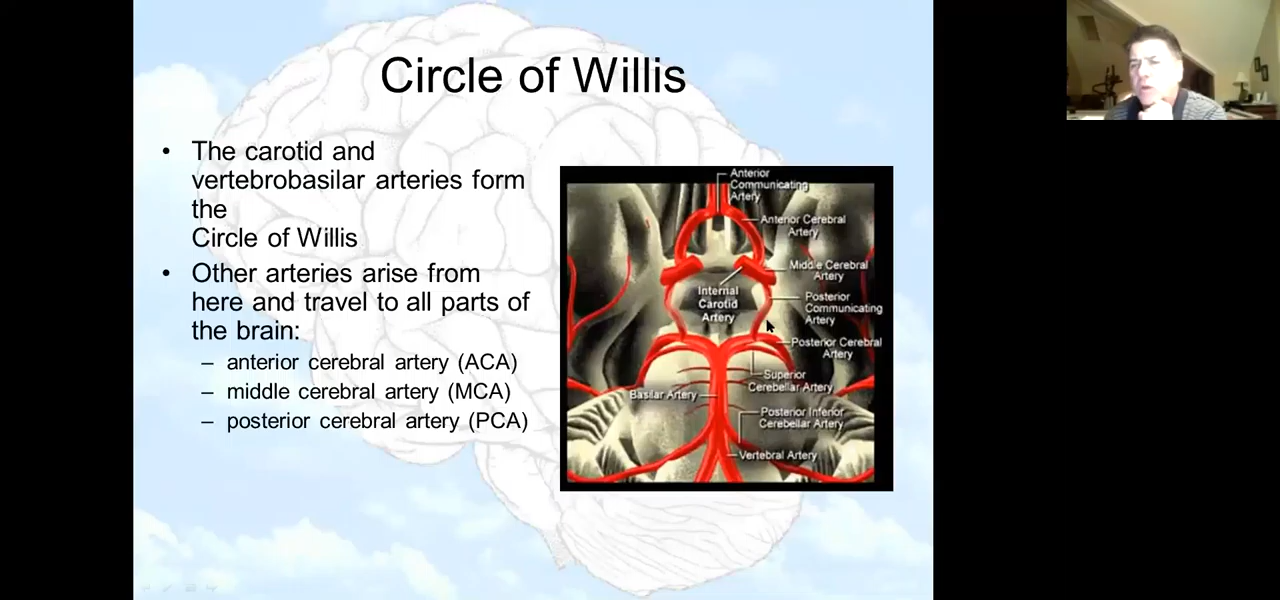 Circle of Willis
• The carotid and
vertebrobasilar arteries form
the
Circle of Willis
• Other arteries arise from
here and travel to all parts of
the brain:
– anterior cerebral artery (ACA)
– middle cerebral artery (MCA)
– posterior cerebral artery (PCA)
Anterior
Communicating
Artery
Anterior Cerebral
Artery
Middle Cerebral
Artery
Internal
Carotid
Artery
Posterior
Communicating
Artery
Posterior Cerebral
Artery
Superior
Cerebellar Artery
Basilar Artery
Posterior Inferior
Cerebellar Artery
Vertebral Artery